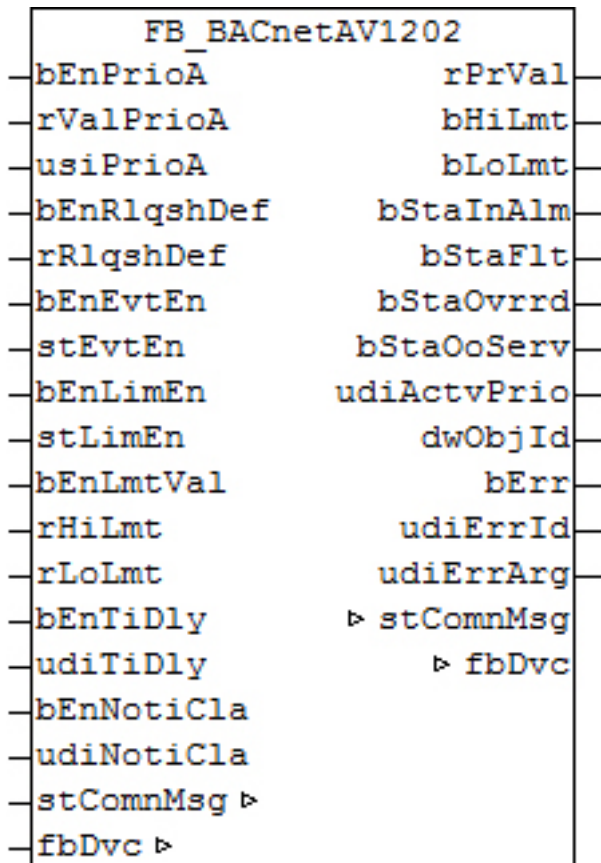 FB_BACnetAV1202
bEnPrioA rPrVal
rValPrioA bHiLmt
usiPrioA bLoLmt
bEnRlqshDef bStaInAlm
rRlqshDef bStaFlt
bEnEvtEn bStaOvrrd
stEvtEn bStaOoServ
bEnLimEn udiActvPrio
stLimEn dwObjId
bEnLmtVal bErr
rHiLmt udiErrId
rLoLmt udiErrArg
bEnTiDly ▷ stComnMsg
udiTiDly ▷ fbDvc
bEnNotiCla
udiNotiCla
stComnMsg ▷
fbDvc ▷